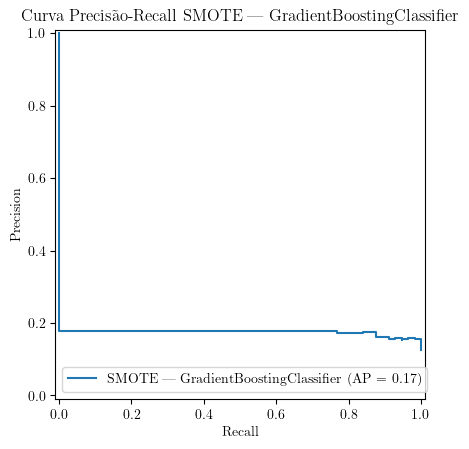 Curva Precisão-Recall SMOTE — GradientBoostingClassifier
1.0
0.8
0.6
0.4
0.2
0.0
Precision
SMOTE — GradientBoostingClassifier (AP = 0.17)
0.0 0.2 0.4 0.6 0.8 1.0
Recall